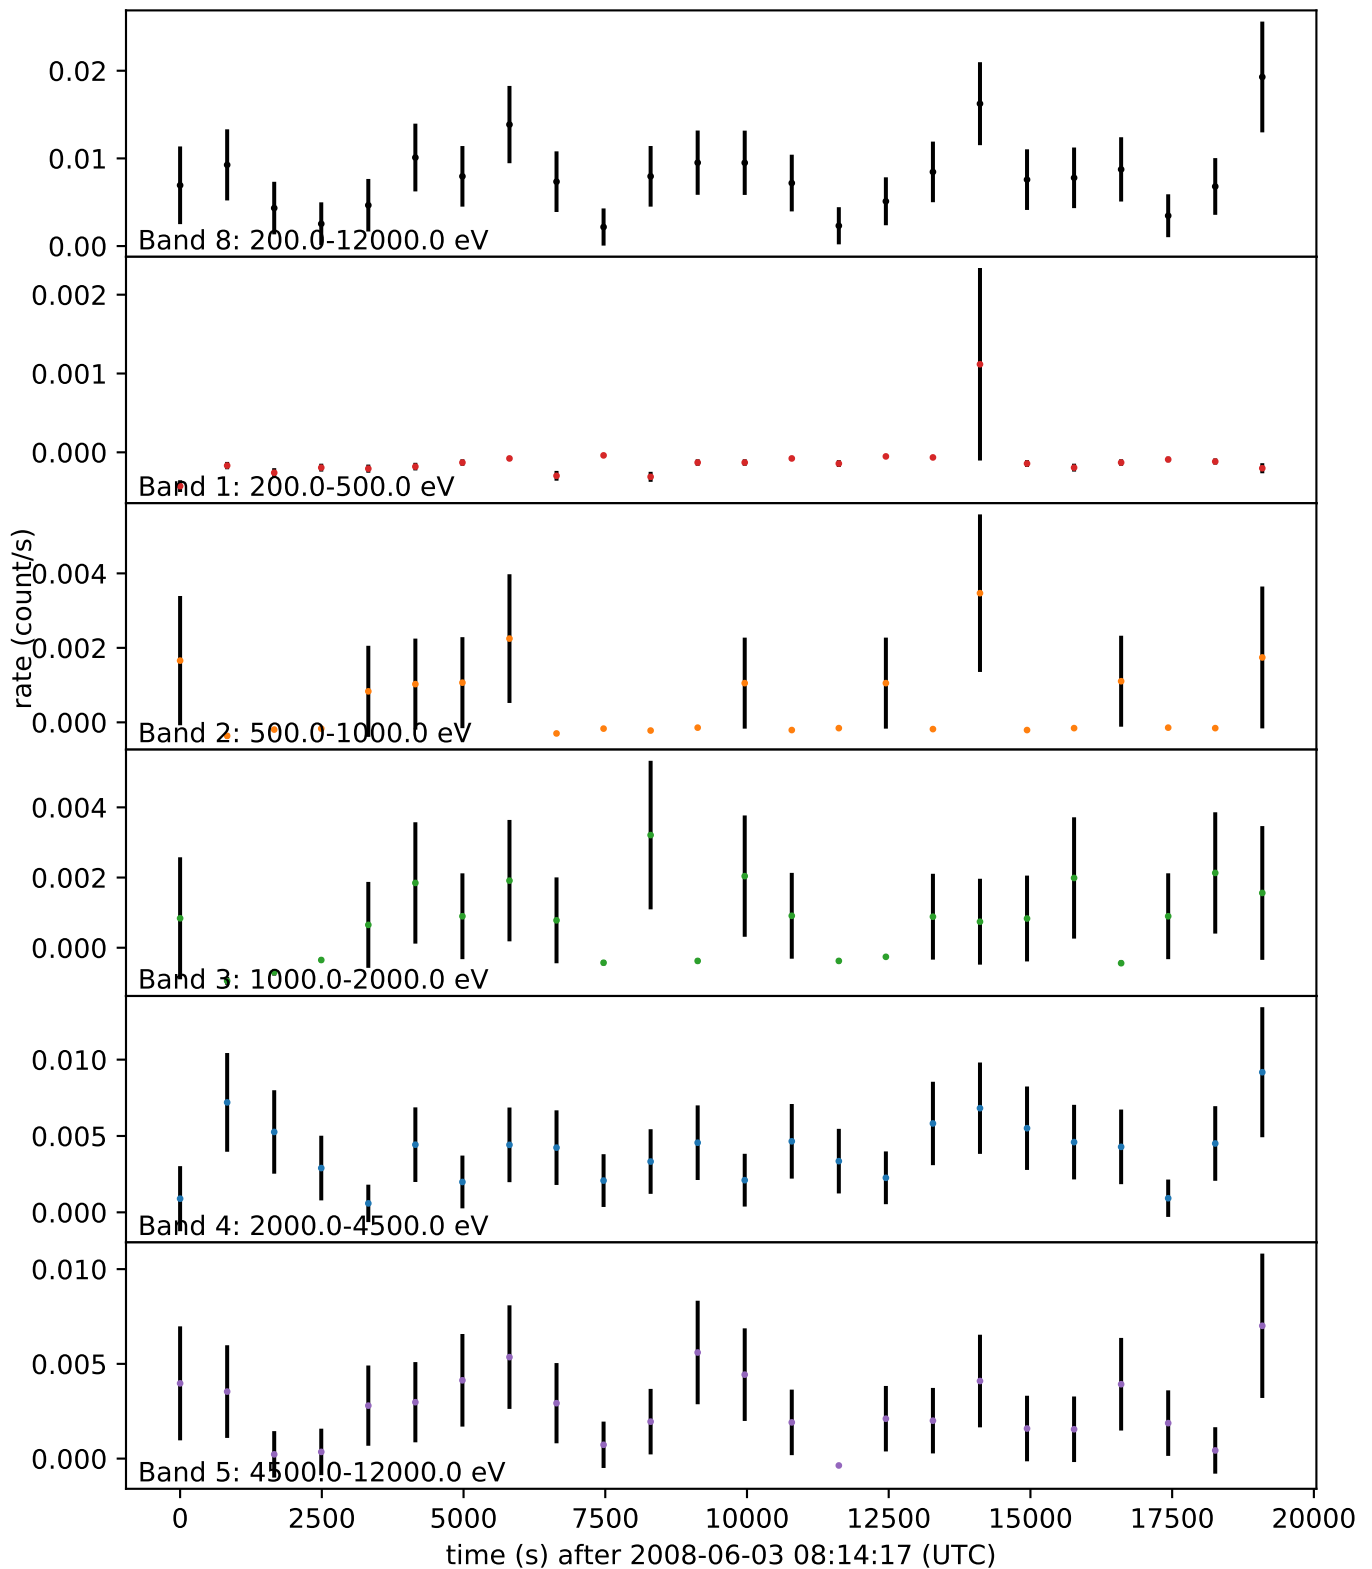 0.02
0.01
0.00
Band 8: 200.0-12000.0 eV
0.002
0.001
0.000
Band 1: 200.0-500.0 eV
rate (count/s)
0.004
0.002
0.000
Band 2: 500.0-1000.0 eV
0.004
0.002
0.000
Band 3: 1000.0-2000.0 eV
0.010
0.005
0.000
Band 4: 2000.0-4500.0 eV
0.010
0.005
0.000
Band 5: 4500.0-12000.0 eV
0 2500 5000 7500 10000 12500 15000 17500 20000
time (s) after 2008-06-03 08:14:17 (UTC)